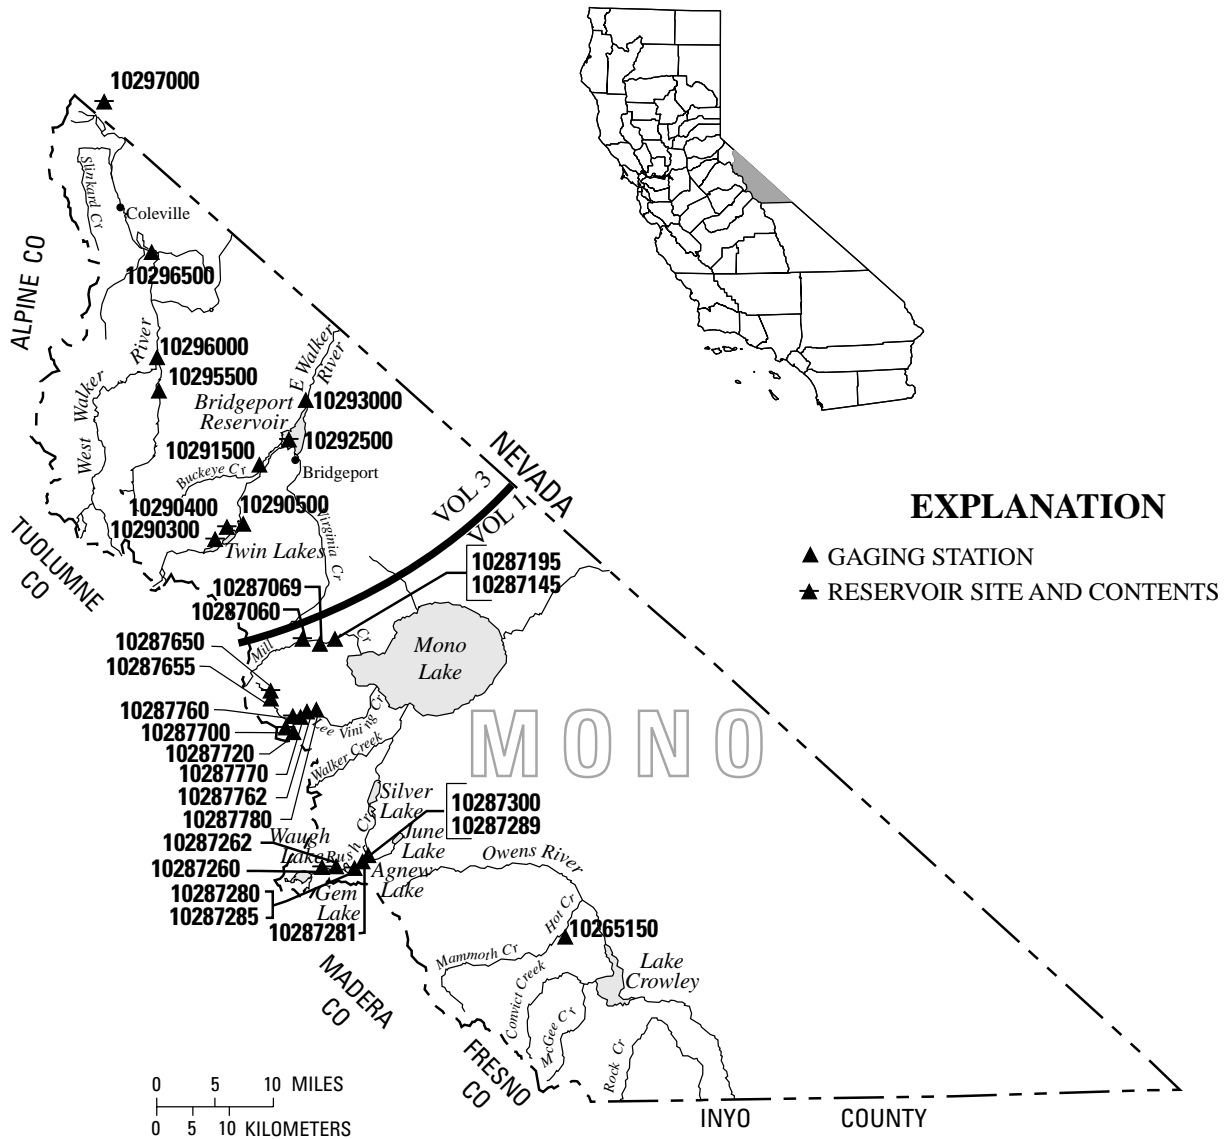 10297000
Slinkard Cr
Coleville
ALPINE CO
10296500
River
10296000
10295500
West Walker
E Walker
River
Bridgeport
Reservoir
10293000
10292500
10291500
Buckeye Cr
Bridgeport
NEVADA
VOL 3
VOL 1
10290400
10290500
10290300
Twin Lakes
Virginia Cr
TUOLUMNE
CO
EXPLANATION
GAGING STATION
RESERVOIR SITE AND CONTENTS
10287195
10287145
10287069
10287060
10287650
10287655
Mill
Cr
Mono
Lake
10287760
10287700
10287720
10287770
10287762
10287780
Lee Vining Cr
Walker Creek
MONO
Silver
Lake
10287300
10287289
10287262
Waugh
Lake
Rush Cr
June
Lake
10287260
Agnew
Lake
Owens River
10287280
10287285
Gem
Lake
10287281
Hot Cr
10265150
Mammoth Cr
Lake
Crowley
Convict Creek
McGee Cr
Rock Cr
MADERA
CO
FRESNO
CO
0 5 10 MILES
0 5 10 KILOMETERS
INYO COUNTY